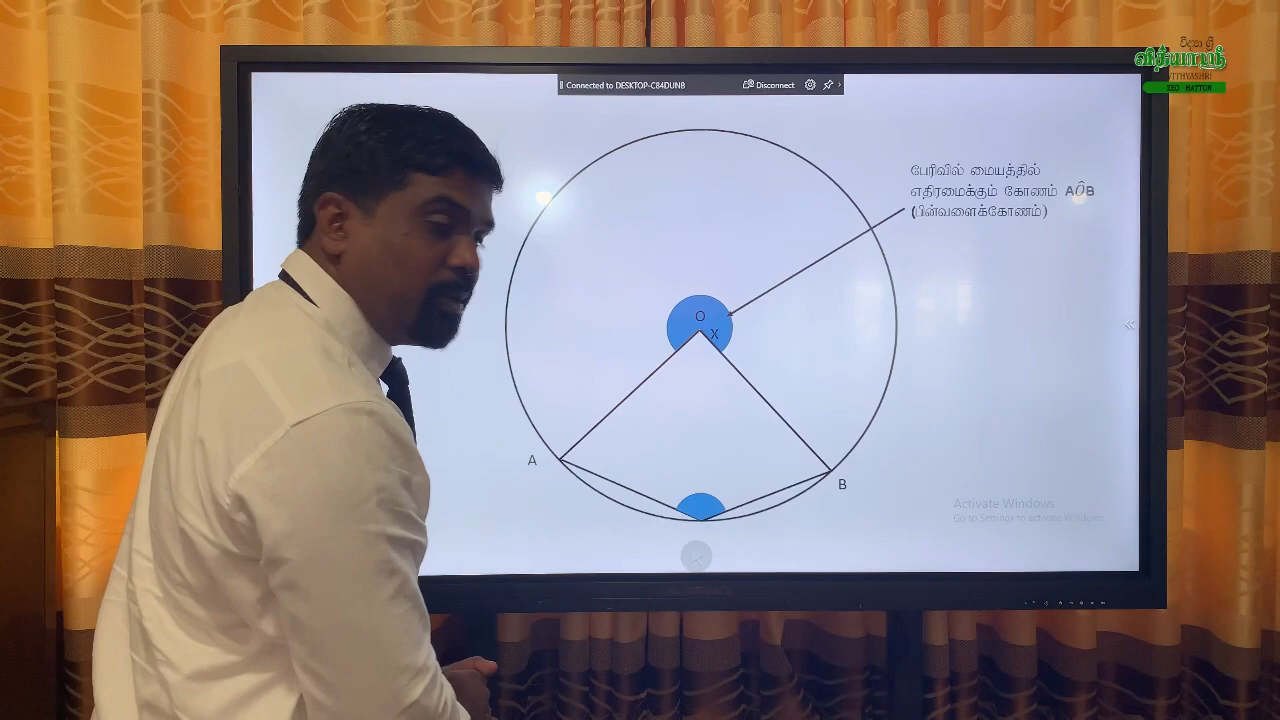 විද්‍යා ශ්‍රී
வித்யாஸ்ரீ
VITHYASHRI
ZEO HATTON
Connected to DESKTOP-C84DUNB
Disconnect
பேரிவில் மையத்தில்
எதிரமைக்கும் கோணம் AÔB
(பின்வளைக்கோணம்)
O
X
A
B
Activate Windows
Go to Settings to activate Windows